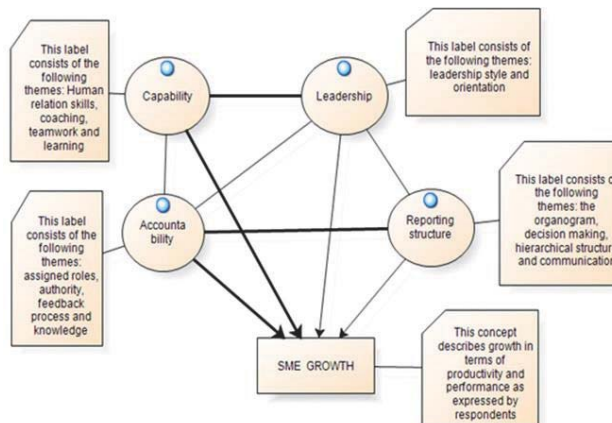 This label
consists of the
following
themes: Human
relation skills,
coaching,
teamwork and
learning
Capability
Leadership
This label consists of
the following themes:
leadership style and
orientation
This label
consists of the
following
themes:
assigned roles,
authority,
feedback
process and
knowledge
Accounta
bility
Reporting
structure
This label consists o
the following
themes: the
organogram,
decision making,
hierarchical structur
and communication
SME GROWTH
This concept
describes growth in
terms of
productivity and
performance as
expressed by
respondents